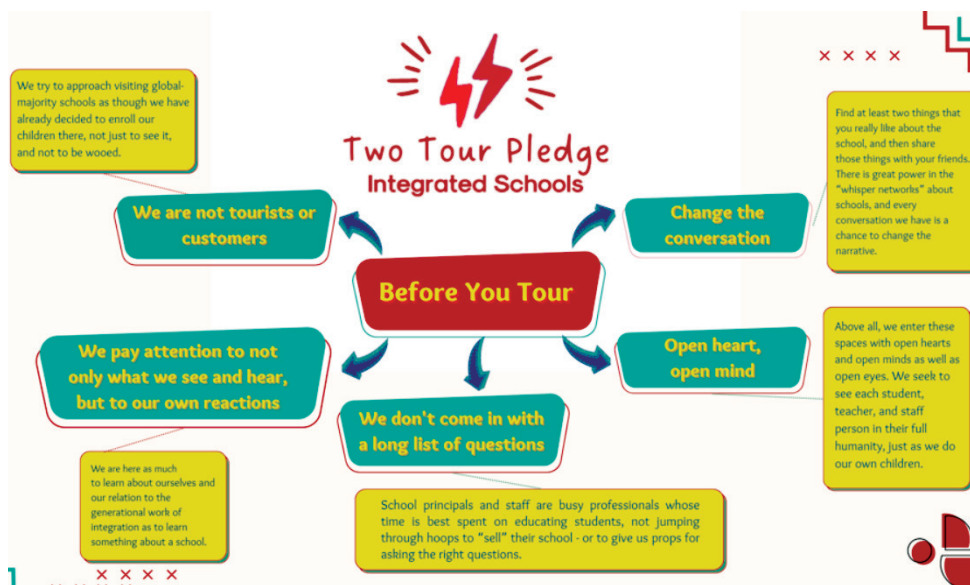 Two Tour Pledge
Integrated Schools
Before You Tour
We try to approach visiting global-
majority schools as though we have
already decided to enroll our
children there, not just to see it,
and not to be wooed.
We are not tourists or
customers
Change the
conversation
Find at least two things that
you really like about the
school, and then share
those things with your friends.
There is great power in the
"whisper networks" about
schools, and every
conversation we have is a
chance to change the
narrative.
We pay attention to not
only what we see and hear,
but to our own reactions
We are here as much
to learn about ourselves and
our relation to the
generational work of
integration as to learn
something about a school.
We don't come in with
a long list of questions
School principals and staff are busy professionals whose
time is best spent on educating students, not jumping
through hoops to "sell" their school - or to give us props for
asking the right questions.
Open heart,
open mind
Above all, we enter these
spaces with open hearts
and open minds as well as
open eyes. We seek to
see each student,
teacher, and staff
person in their full
humanity, just as we do
our own children.